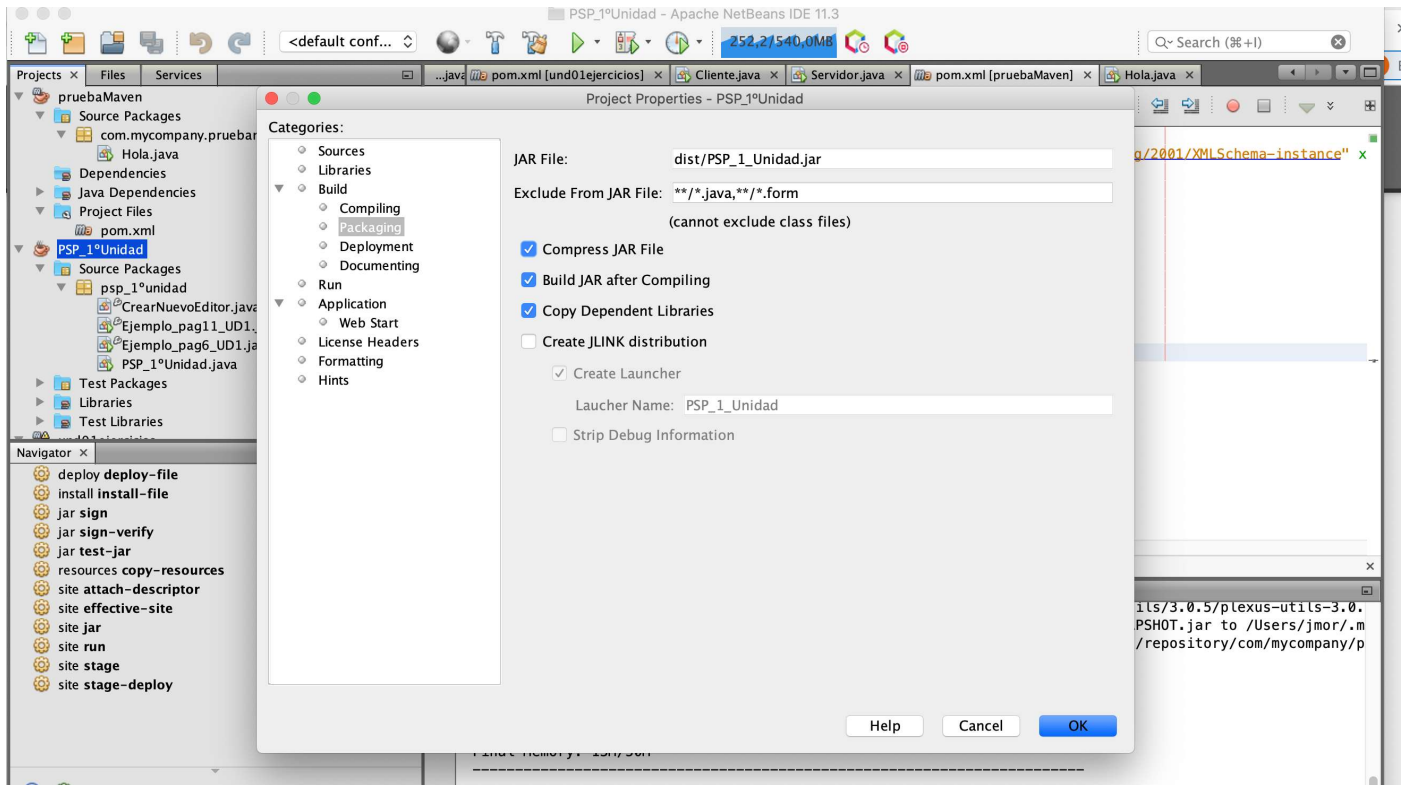 PSP_1ºUnidad - Apache NetBeans IDE 11.3
<default conf...
252,2/540,0MB
Search (⌘+I)
Projects
Files
Services
...java
pom.xml [und01ejercicios]
Cliente.java
Servidor.java
pom.xml [pruebaMaven]
Hola.java
pruebaMaven
Source Packages
com.mycompany.pruebar
Hola.java
Dependencies
Java Dependencies
Project Files
pom.xml
PSP_1ºUnidad
Source Packages
psp_1ºunidad
CrearNuevoEditor.java
Ejemplo_pag11_UD1.j
Ejemplo_pag6_UD1.ja
PSP_1ºUnidad.java
Test Packages
Libraries
Test Libraries
Navigator
deploy deploy-file
install install-file
jar sign
jar sign-verify
jar test-jar
resources copy-resources
site attach-descriptor
site effective-site
site jar
site run
site stage
site stage-deploy
Project Properties - PSP_1ºUnidad
Categories:
Sources
Libraries
Build
Compiling
Packaging
Deployment
Documenting
Run
Application
Web Start
License Headers
Formatting
Hints
JAR File: dist/PSP_1_Unidad.jar
Exclude From JAR File: **/*.java,**/*.form
(cannot exclude class files)
Compress JAR File
Build JAR after Compiling
Copy Dependent Libraries
Create JLINK distribution
Create Launcher
Laucher Name: PSP_1_Unidad
Strip Debug Information
Help
Cancel
OK
g/2001/XMLSchema-instance" x
ils/3.0.5/plexus-utils-3.0.
PSHOT.jar to /Users/jmor/.m
/repository/com/mycompany/p